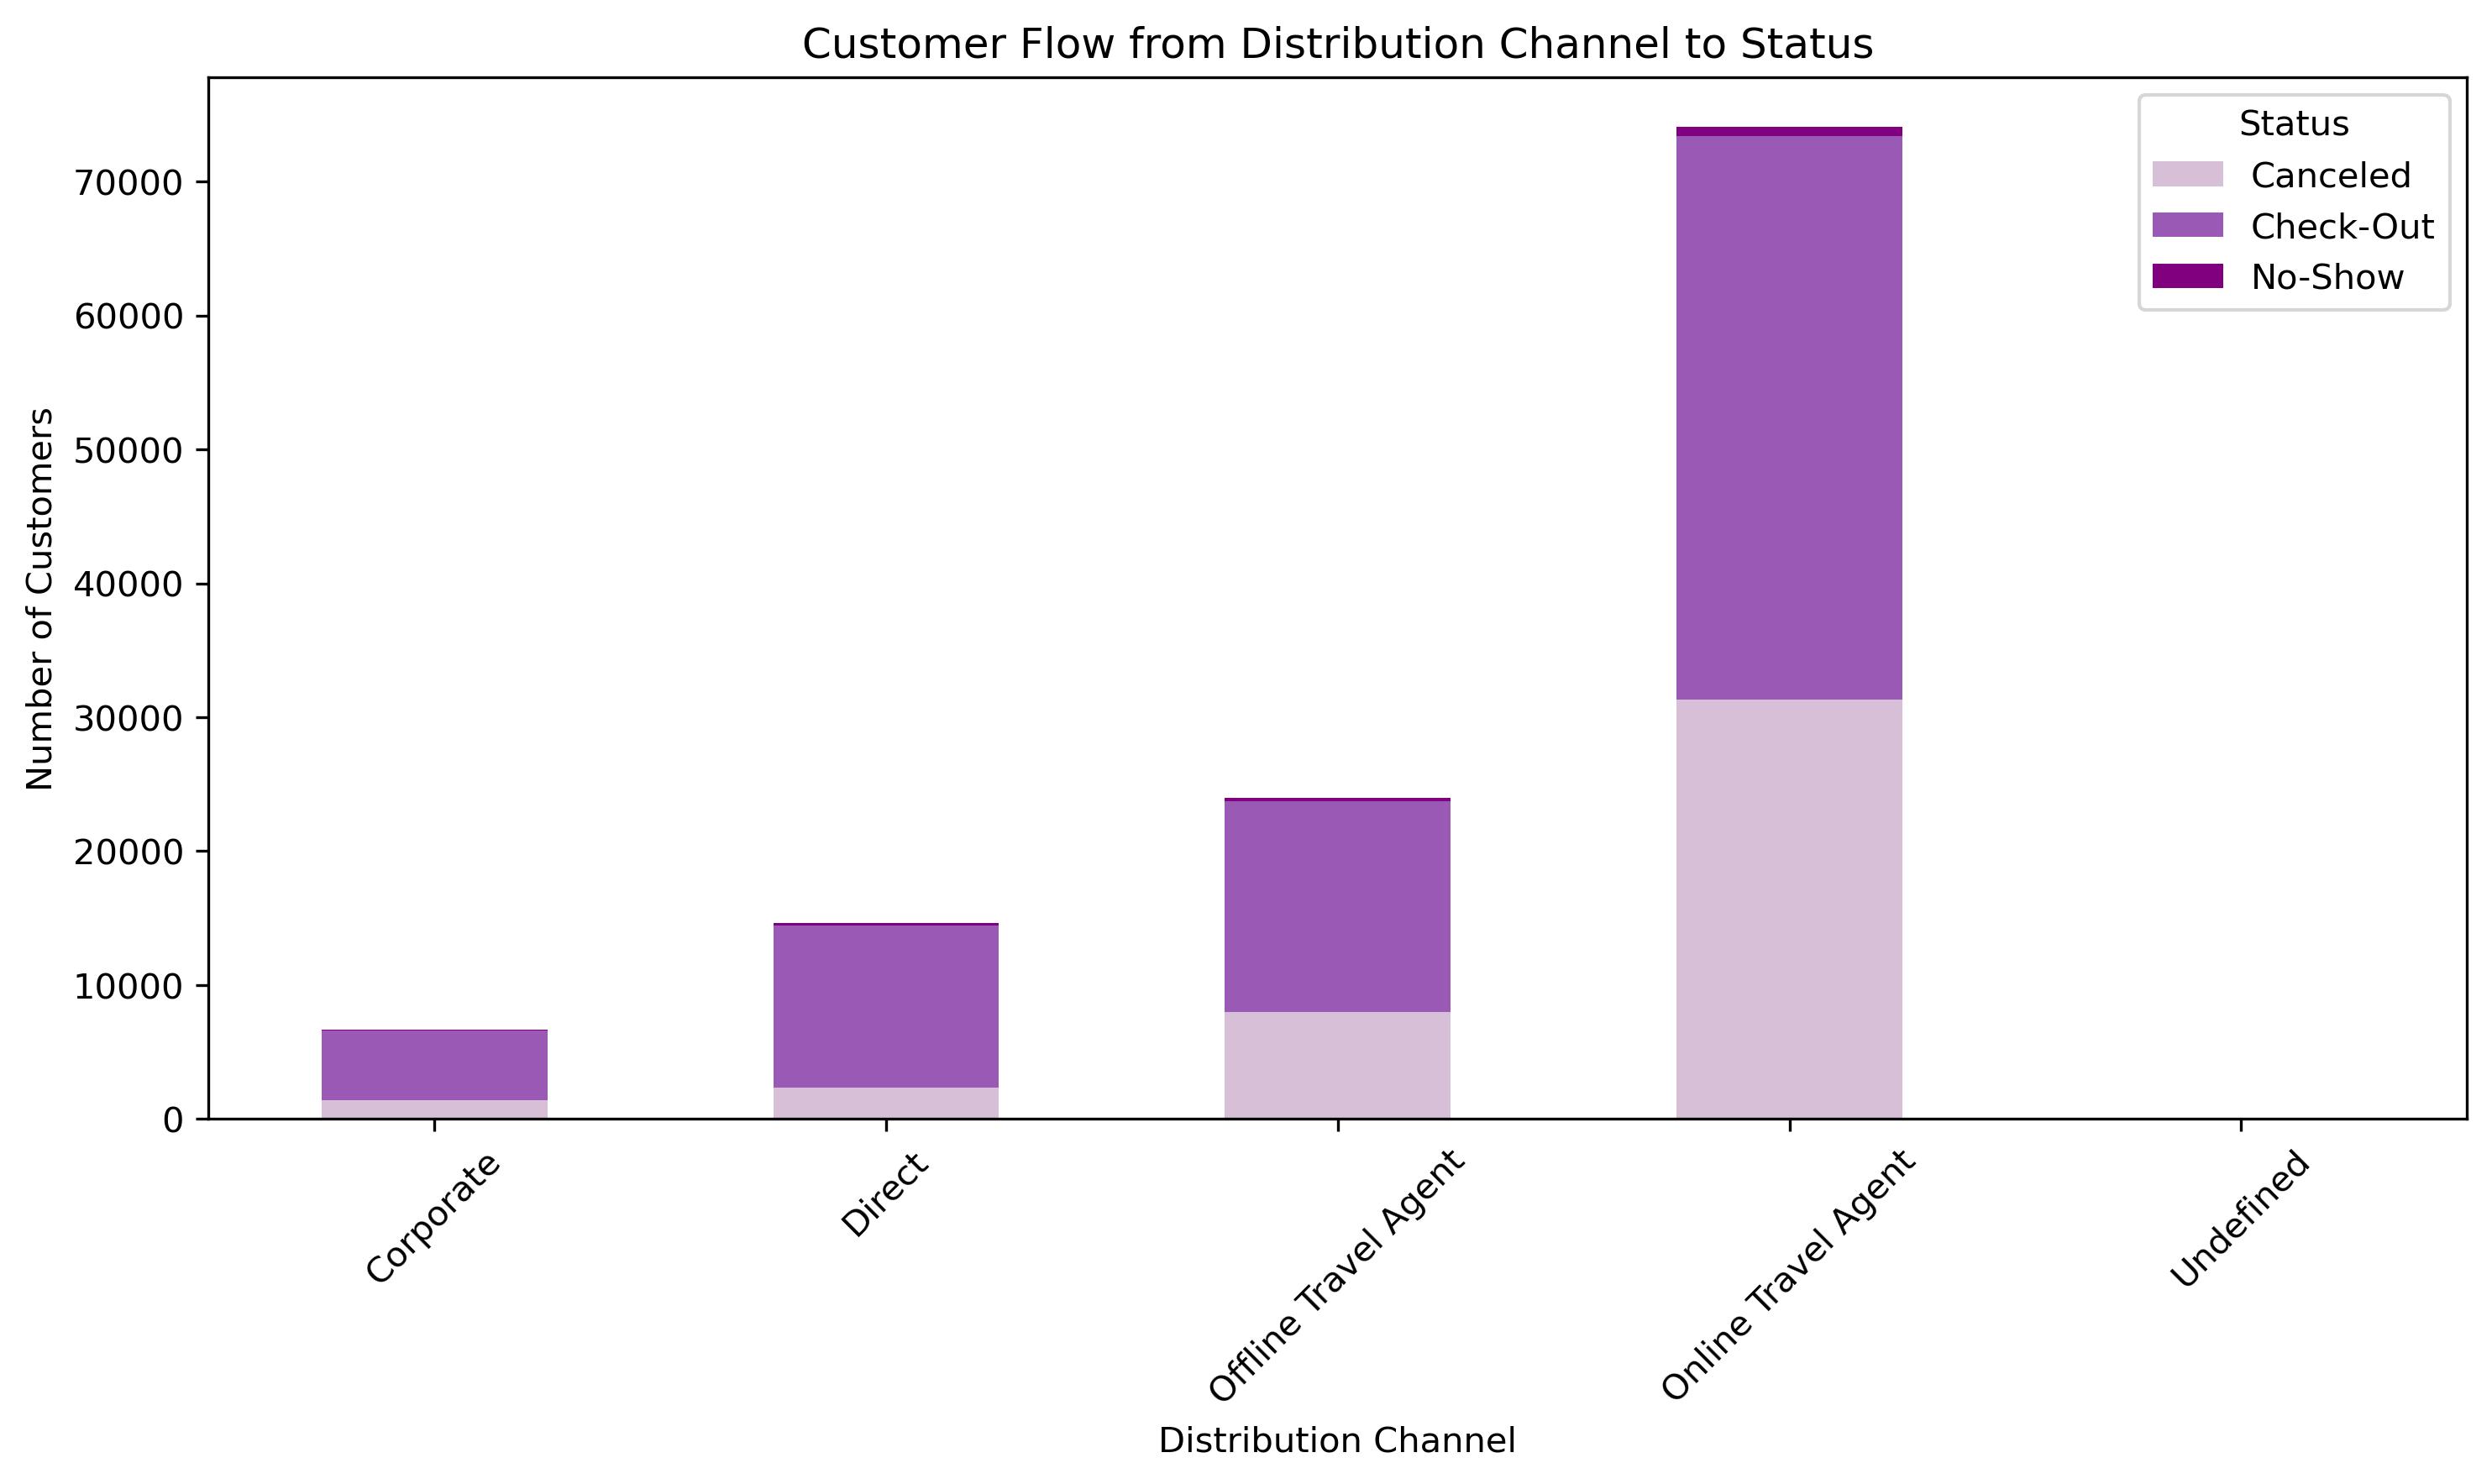 Customer Flow from Distribution Channel to Status
Status
Canceled
Check-Out
No-Show
Number of Customers
70000
60000
50000
40000
30000
20000
10000
0
Corporate
Direct
Offline Travel Agent
Online Travel Agent
Undefined
Distribution Channel